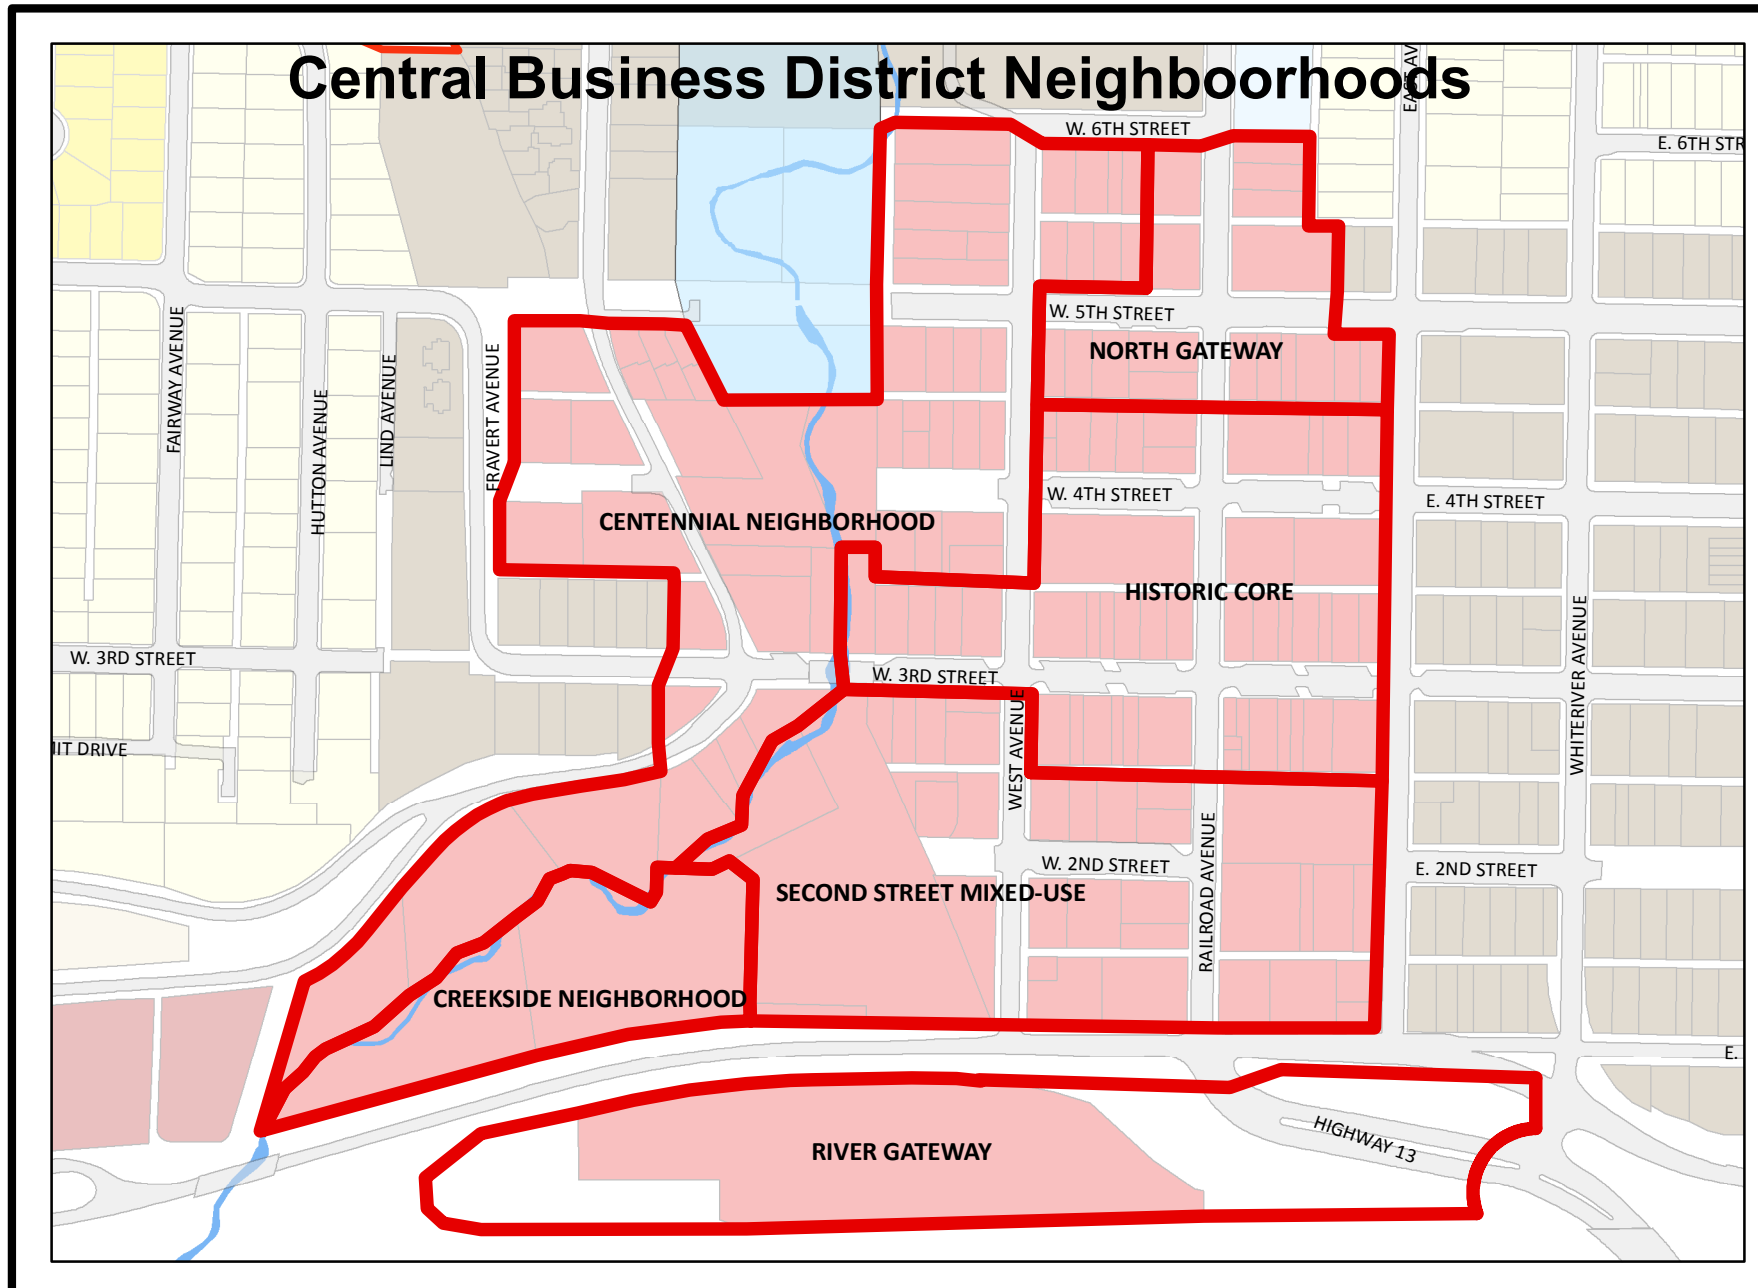 Central Business District Neighboorhoods
EAST AV
W. 6TH STREET
E. 6TH STR
W. 5TH STREET
FAIRWAY AVENUE
HUTTON AVENUE
LIND AVENUE
FRAVERT AVENUE
NORTH GATEWAY
W. 4TH STREET
E. 4TH STREET
CENTENNIAL NEIGHBORHOOD
HISTORIC CORE
W. 3RD STREET
W. 3RD STREET
WHITERIVER AVENUE
WEST AVENUE
IIT DRIVE
RAILROAD AVENUE
W. 2ND STREET
E. 2ND STREET
SECOND STREET MIXED-USE
CREEKSIDE NEIGHBORHOOD
E.
HIGHWAY 13
RIVER GATEWAY